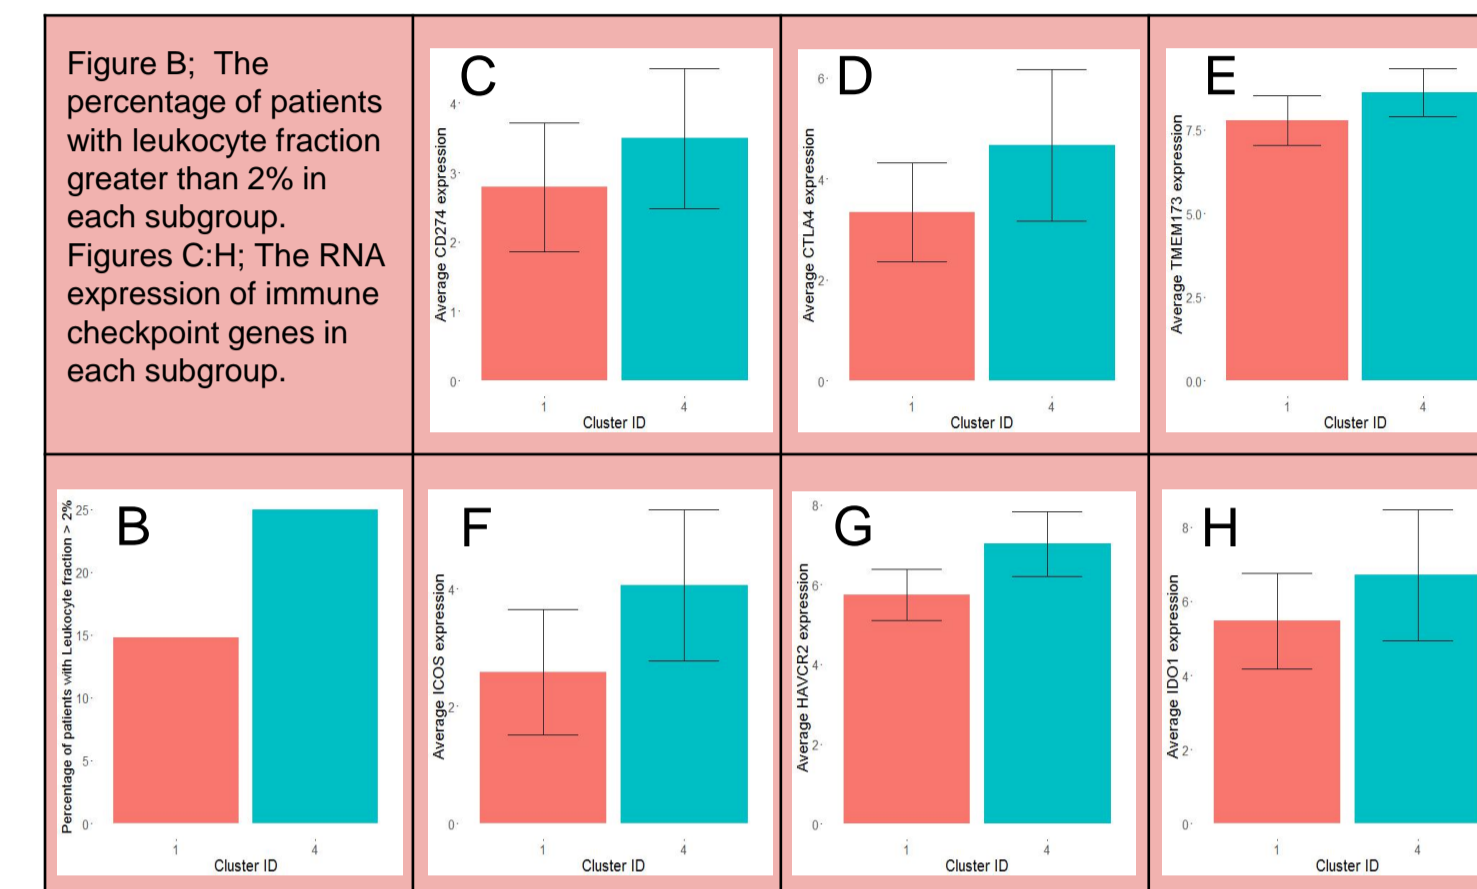 Figure B; The
percentage of patients
with leukocyte fraction
greater than 2% in
each subgroup.
Figures C:H; The RNA
expression of immune
checkpoint genes in
each subgroup.
C
Average CD274 expression
4
3
2
1
0
1
4
Cluster ID
D
Average CTLA4 expression
6
4
2
0
1
4
Cluster ID
E
Average TMEM173 expression
7.5
5.0
2.5
0.0
1
4
Cluster ID
B
Percentage of patients with Leukocyte fraction > 2%
25
20
15
10
5
0
1
4
Cluster ID
F
Average ICOS expression
4
2
0
1
4
Cluster ID
G
Average HAVCR2 expression
8
6
4
2
0
1
4
Cluster ID
H
Average IDO1 expression
8
6
4
2
0
1
4
Cluster ID